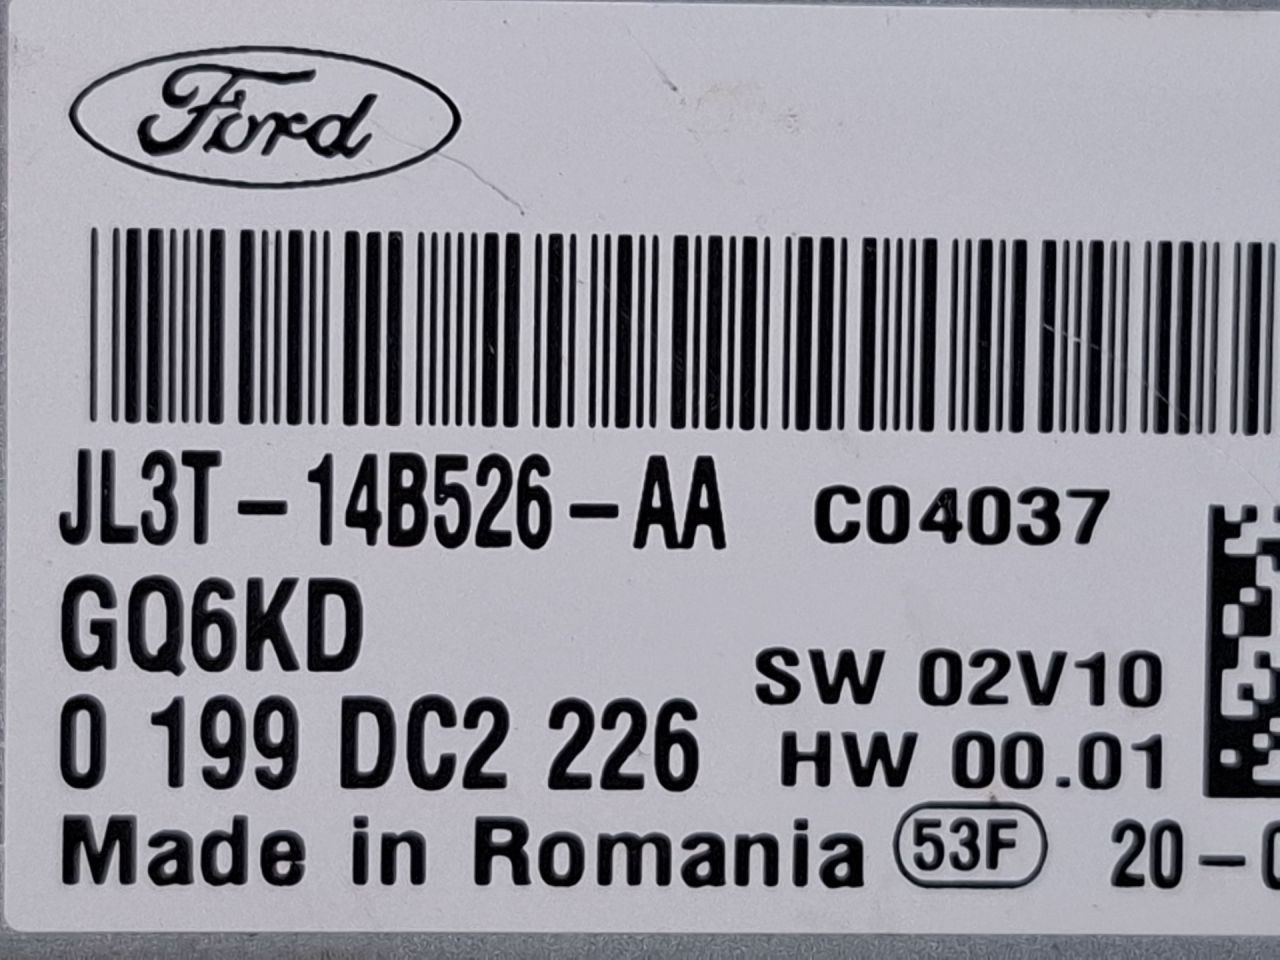 Ford
JL3T-14B526-AA C04037
GQ6KD
SW 02V10
0 199 DC2 226
HW 00.01
Made in Romania 53F 20-